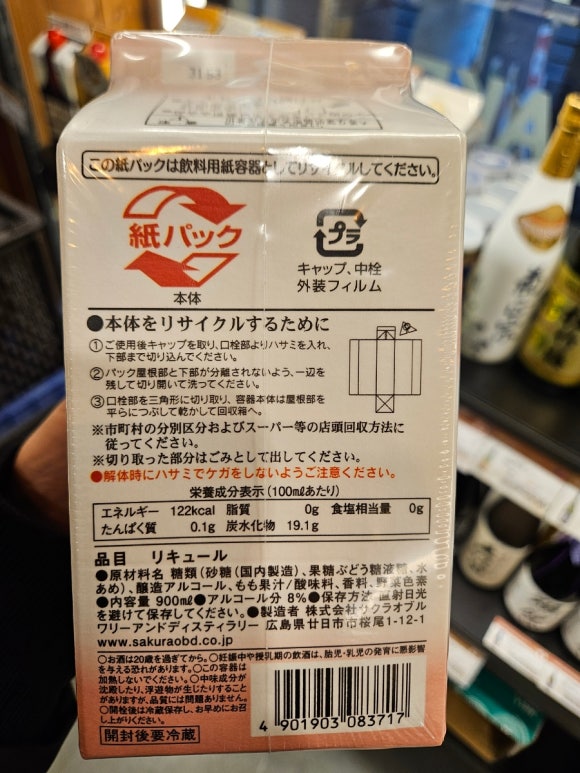 3153
この紙パックは飲料用紙容器としてリサイクルしてください。
紙パック
本体
プラ
キャップ、中栓
外装フィルム
●本体をリサイクルするために
①ご使用後キャップを取り、口栓部よりハサミを入れ、
下部まで切り込んでください。
②パック屋根部と下部が分離されないよう、一辺を
残して切り開いて洗ってください。
③口栓部を三角形に切り取り、容器本体は屋根部を
平らにつぶして乾かして回収箱へ。
※市町村の分別区分およびスーパー等の店頭回収方法に
従ってください。
※切り取った部分はごみとして出してください。
●解体時にハサミでケガをしないようご注意ください。
栄養成分表示(100mlあたり)
エネルギー 122kcal 脂質 0g 食塩相当量 0g
たんぱく質 0.1g 炭水化物 19.1g
品目 リキュール
●原材料名 糖類(砂糖(国内製造)、果糖ぶどう糖液糖、水
あめ)、醸造アルコール、もも果汁/酸味料、香料、野菜色素
●内容量 900ml●アルコール分 8%●保存方法 直射日光
を避けて保存してください。●製造者 株式会社サクラオブル
ワリーアンドディスティラリー 広島県廿日市市桜尾1-12-1
www.sakuraobd.co.jp
○お酒は20歳を過ぎてから。○妊娠中や授乳期の飲酒は、胎児・乳児の発育に悪影響
を与える恐れがあります。○この容器は
加熱しないでください。○中味成分が
沈殿したり、浮遊物が生じたりすること
がありますが、品質には問題ありません。
○開栓後は冷蔵保存し、お早めにお召
し上がりください。
開封後要冷蔵
4 901903 083717